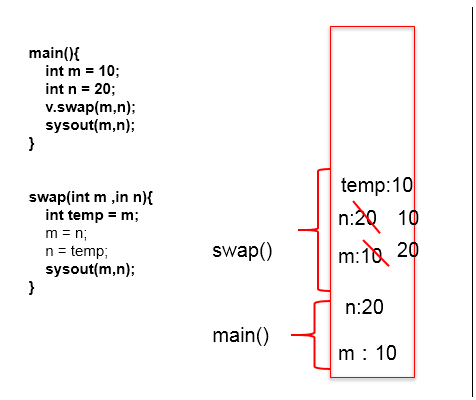 main(){
int m = 10;
int n = 20;
v.swap(m,n);
sysout(m,n);
}
swap(int m ,in n){
int temp = m;
m = n;
n = temp;
sysout(m,n);
}
temp:10
n:20 10
swap()
m:10 20
n:20
main()
m : 10